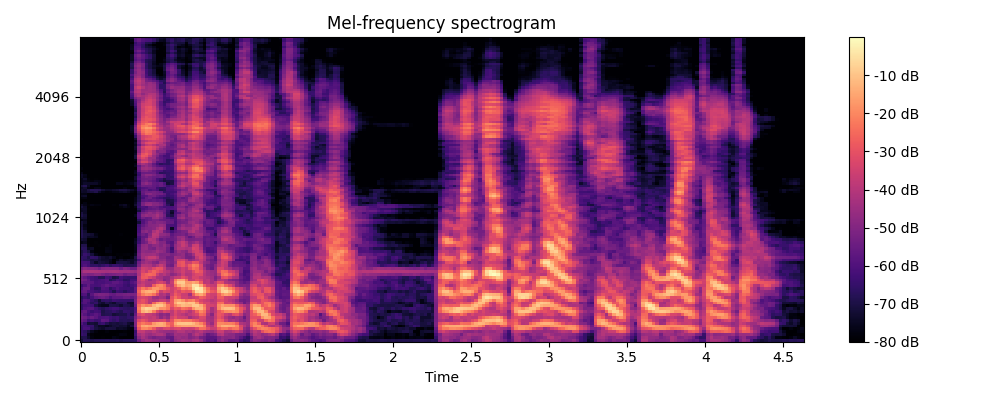 Mel-frequency spectrogram
Hz
4096
2048
1024
512
0
0 0.5 1 1.5 2 2.5 3 3.5 4 4.5
Time
-10 dB
-20 dB
-30 dB
-40 dB
-50 dB
-60 dB
-70 dB
-80 dB